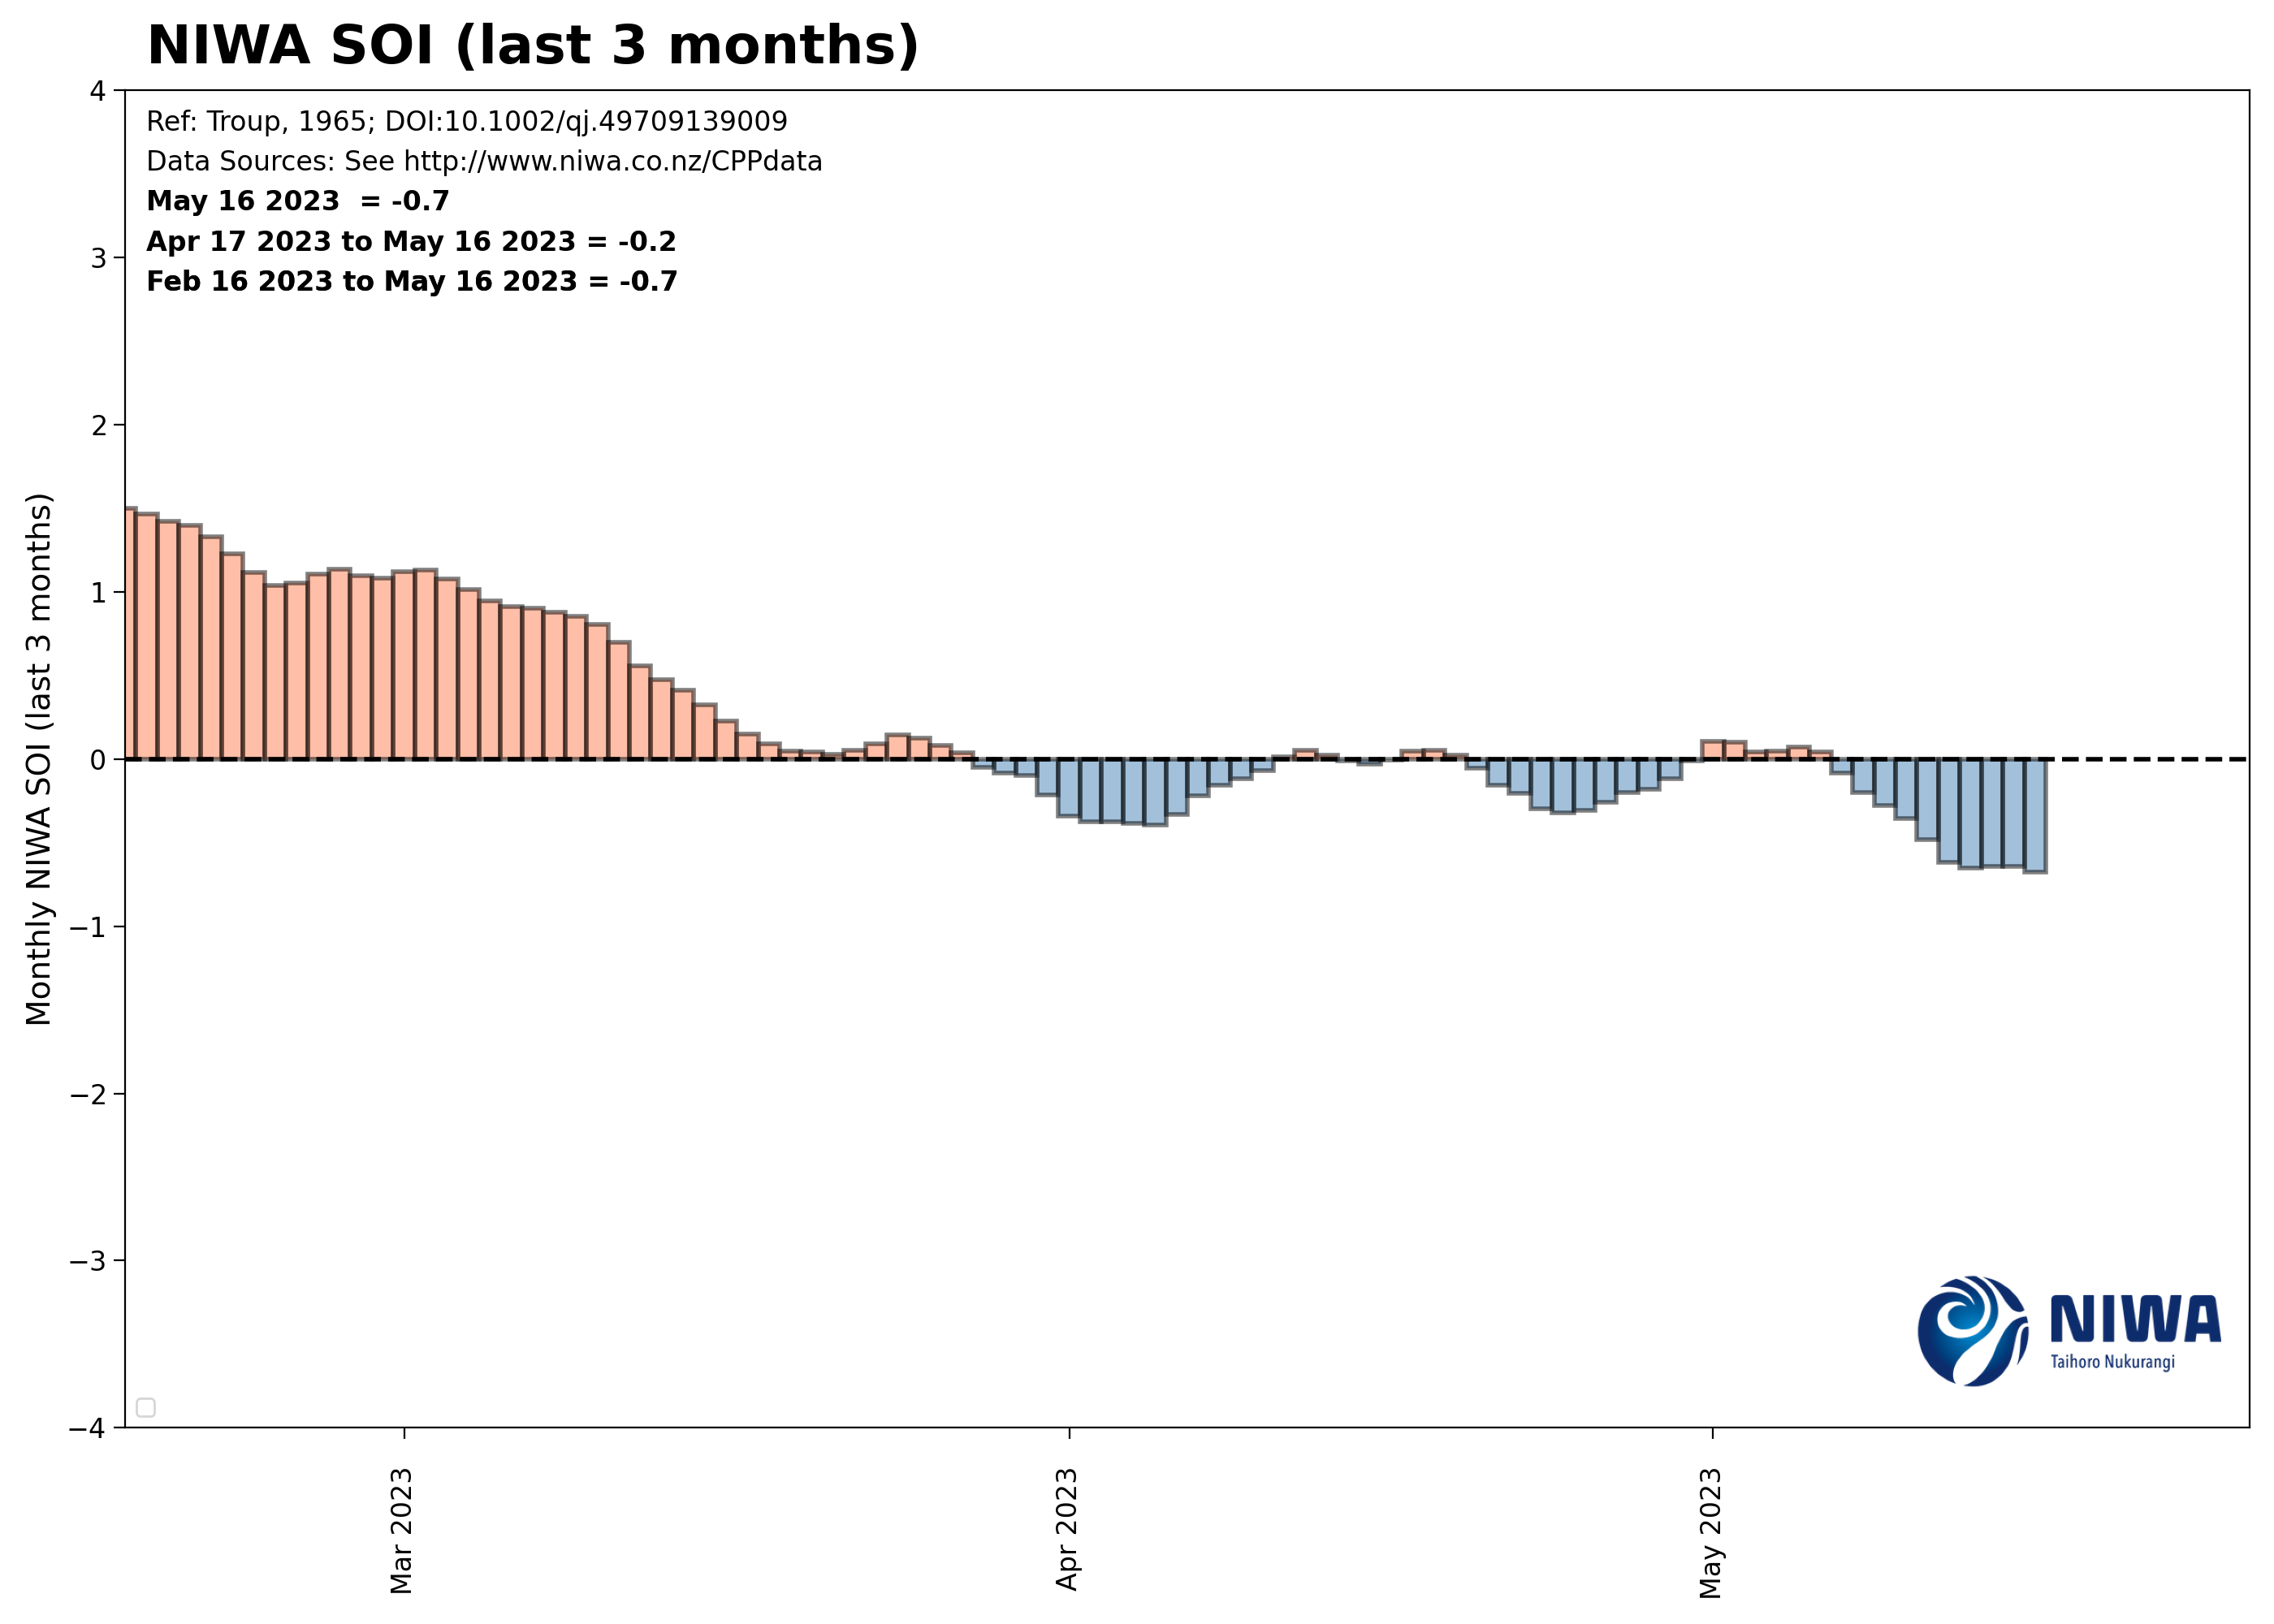 NIWA SOI (last 3 months)
Ref: Troup, 1965; DOI:10.1002/qj.49709139009
Data Sources: See http://www.niwa.co.nz/CPPdata
May 16 2023  = -0.7
Apr 17 2023 to May 16 2023 = -0.2
Feb 16 2023 to May 16 2023 = -0.7
Monthly NIWA SOI (last 3 months)
4
3
2
1
0
−1
−2
−3
−4
Mar 2023
Apr 2023
May 2023
NIWA
Taihoro Nukurangi